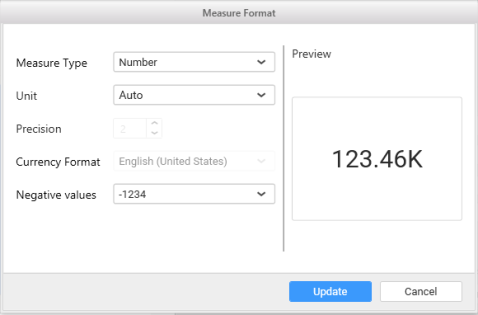 Measure Format
Measure Type Number
Unit Auto
Precision 2
Currency Format English (United States)
Negative values -1234
Preview
123.46K
Update Cancel